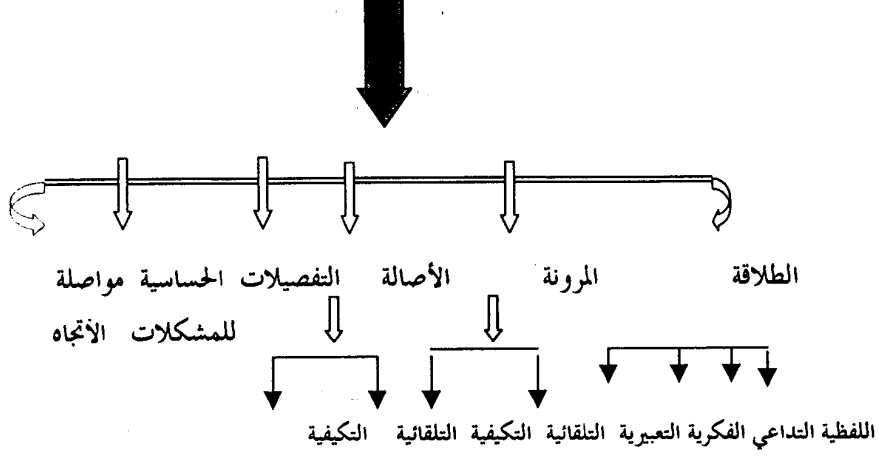 الطلاقة المرونة الأصالة التفصيلات الحساسية مواصلة
للمشكلات الأتجاه
اللفظية التداعي الفكرية التعبيرية التلقائية التكيفية التلقائية التكيفية